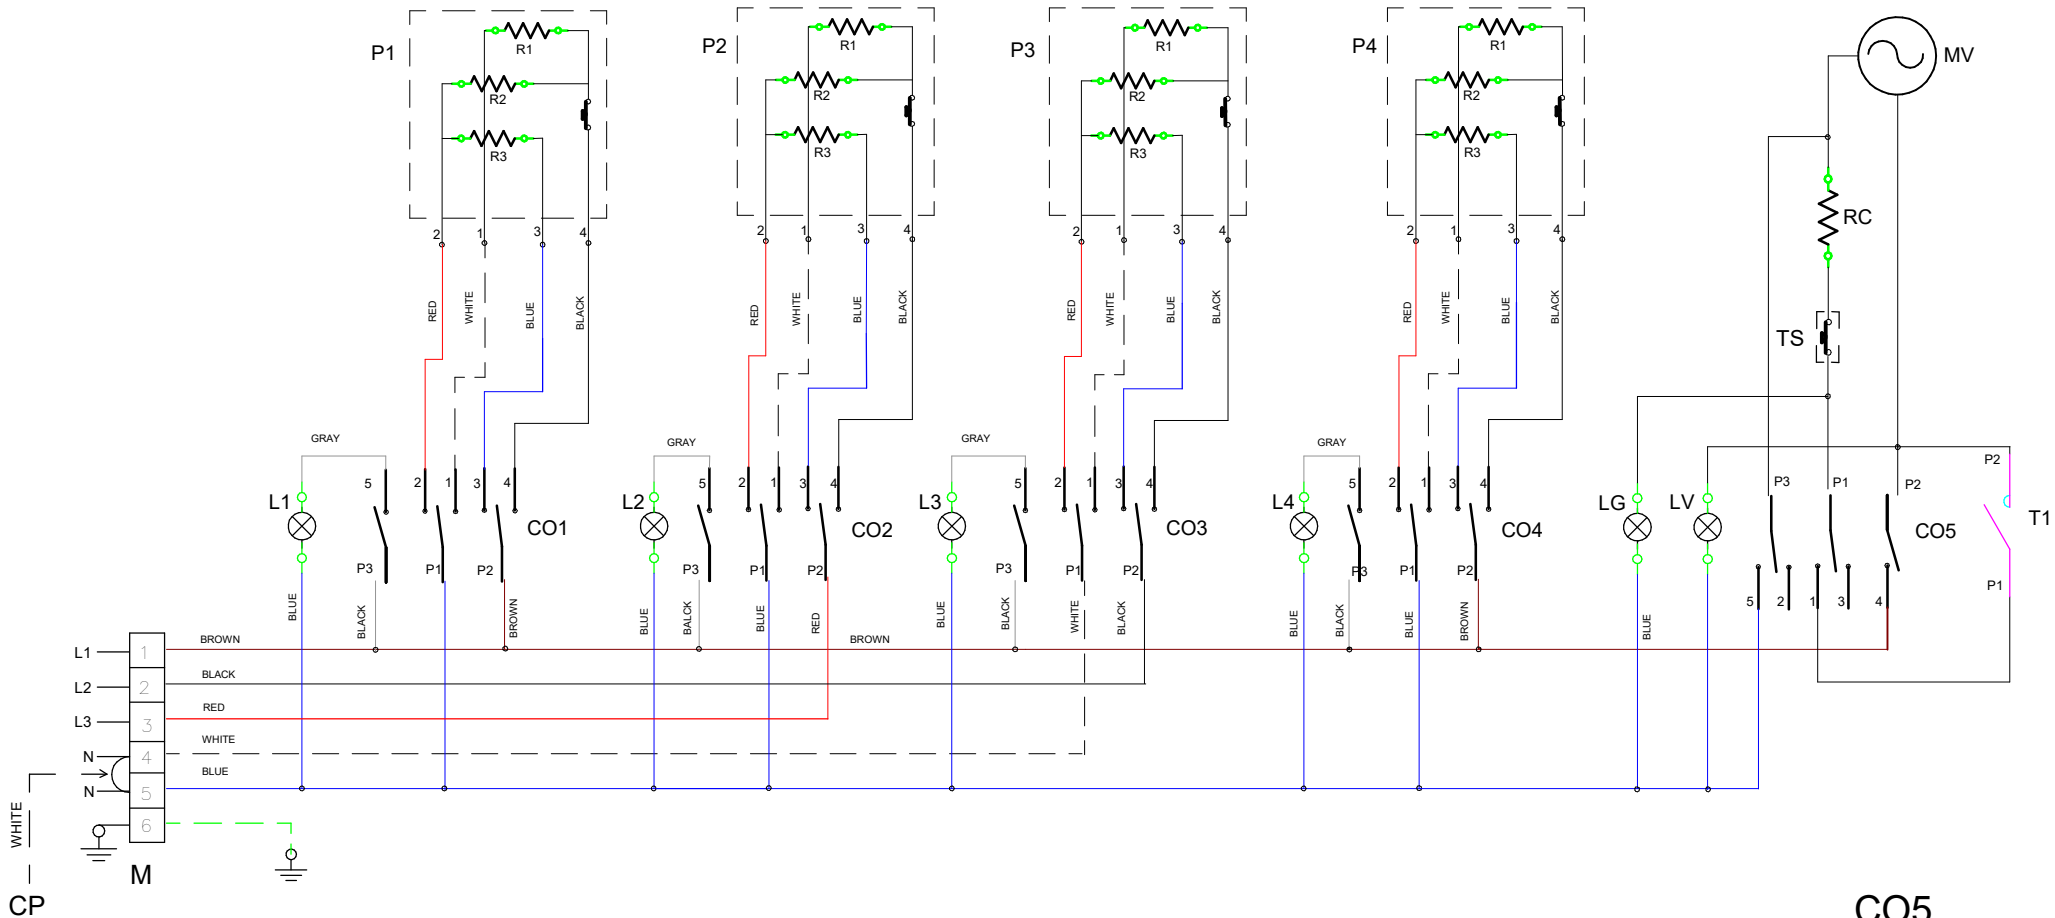 P1
R1
R2
R3
2
1
3
4
RED
WHITE
BLUE
BLACK
P2
R1
R2
R3
2
1
3
4
RED
WHITE
BLUE
BLACK
P3
R1
R2
R3
2
1
3
4
RED
WHITE
BLUE
BLACK
P4
R1
R2
R3
2
1
3
4
RED
WHITE
BLUE
BLACK
MV
RC
TS
GRAY
L1
5
2
1
3
4
CO1
P3
P1
P2
BLUE
BLACK
BROWN
GRAY
L2
5
2
1
3
4
CO2
P3
P1
P2
BLUE
BALCK
BLUE
RED
GRAY
L3
5
2
1
3
4
CO3
P3
P1
P2
BLUE
BLACK
WHITE
BLACK
GRAY
L4
5
2
1
3
4
CO4
P3
P1
P2
BLUE
BLACK
BLUE
BROWN
LG
LV
P3
P1
P2
CO5
5
2
1
3
4
BLUE
P2
T1
P1
L1
1
BROWN
BROWN
L2
2
BLACK
L3
3
RED
N
4
WHITE
N
5
BLUE
6
WHITE
M
CP
CO5